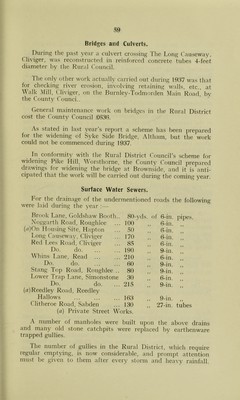 59
Bridges and Culverts.
During the past year a culvert crossing The Long Causeway,
Cliviger, was reconstructed in reinforced concrete tubes 4-feet
diameter by the Rural Council.
The only other work actually carried out during 1937 was that
for checking river erosion, involving retaining walls, etc., at
Walk Mill, Cliviger, on the Burnley-Todmorden Main Road, by
the County Council.
General maintenance work on bridges in the Rural District
cost the County Council £636.
As stated in last year's report a scheme has been prepared
for the widening of Syke Side Bridge, Altham, but the work
could not be commenced during 1937.
In conformity with the Rural District Council's scheme for
widening Pike Hill, Worsthorne, the County Council prepared
drawings for widening the bridge at Brownside, and it is anti-
cipated that the work will be carried out during the coming year.
Surface Water Sewers.
For the drainage of the undermentioned roads the following
were laid during the year :—
Brook Lane, Goldshaw Booth.. 80-yds. of 6-in. pipes.
Noggarth Road, Roughlee ... 100 ,, 6-in. ,,
(a)On Housing Site, Hepton 50 ,, 6-in. ,,
Long Causeway, Cliviger ... 170 ,, 6-in. ,,
Red Lees Road, Cliviger ... 85 ,, 6-in. ,,
Do. do. ... 190 ,, 9-in. ,,
Whins Lane, Read ... 210 ,, 6-in. ,,
Do. do. ... 60 ,, 9-in. ,,
Stang Top Road, Roughlee .. 80 ,, 9-in. ,,
Lower Trap Lane, Simonstone 30 ,, 6-in. ,,
Do. do. ... 215 ,, 8-in. ,,
(a)Reedley Road, Reedley
Hallows ... 163 ,, 9-in. ,,
Clitheroe Road, Sabden ... 130 ,, 27-in. tubes
(a) Private Street Works.
A number of manholes were built upon the above drains
and many old stone catchpits were replaced by earthenware
trapped gullies.
The number of gullies in the Rural District, which require
regular emptying, is now considerable, and prompt attention
must be given to them after every storm and heavy rainfall.